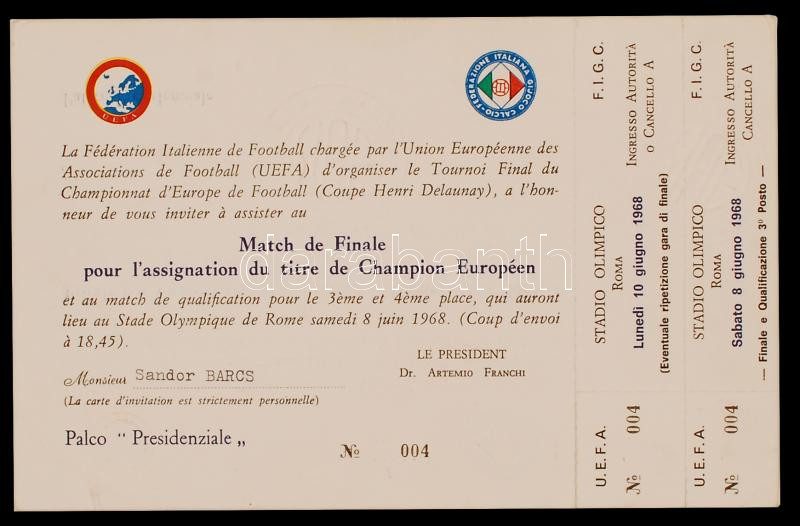 UEFA
FEDERAZIONE ITALIANA GIUOCO CALCIO
La Fédération Italienne de Football chargée par l'Union Européenne des
Associations de Football (UEFA) d'organiser le Tournoi Final du
Championnat d'Europe de Football (Coupe Henri Delaunay), a l'hon-
neur de vous inviter à assister au
Match de Finale
pour l'assignation du titre de Champion Européen
et au match de qualification pour le 3ème et 4ème place, qui auront
lieu au Stade Olympique de Rome samedi 8 juin 1968. (Coup d'envoi
à 18,45).
LE PRESIDENT
Dr. ARTEMIO FRANCHI
Monsieur Sandor BARCS
(La carte d'invitation est strictement personnelle)
Palco “ Presidenziale „
№ 004
U.E.F.A. STADIO OLIMPICO F.I.G.C.
ROMA
№ 004 Lunedì 10 giugno 1968 INGRESSO AUTORITÀ
O CANCELLO A
(Eventuale ripetizione gara di finale)
U.E.F.A. STADIO OLIMPICO F.I.G.C.
ROMA
№ 004 Sabato 8 giugno 1968 INGRESSO AUTORITÀ
CANCELLO A
— Finale e Qualificazione 3° Posto —
darabanth